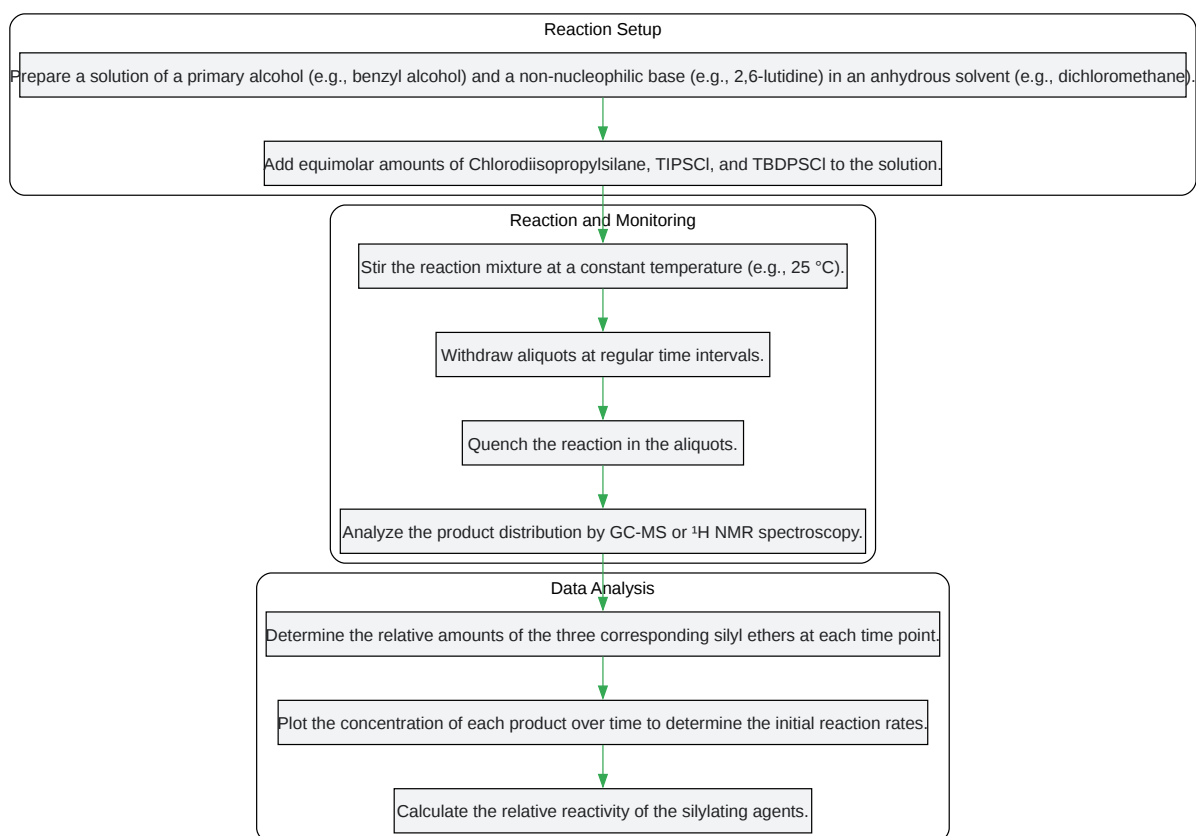 Reaction Setup
Prepare a solution of a primary alcohol (e.g., benzyl alcohol) and a non-nucleophilic base (e.g., 2,6-lutidine) in an anhydrous solvent (e.g., dichloromethane).
Add equimolar amounts of Chlorodiisopropylsilane, TIPSCl, and TBDPSCl to the solution.
Reaction and Monitoring
Stir the reaction mixture at a constant temperature (e.g., 25 °C).
Withdraw aliquots at regular time intervals.
Quench the reaction in the aliquots.
Analyze the product distribution by GC-MS or ¹H NMR spectroscopy.
Data Analysis
Determine the relative amounts of the three corresponding silyl ethers at each time point.
Plot the concentration of each product over time to determine the initial reaction rates.
Calculate the relative reactivity of the silylating agents.